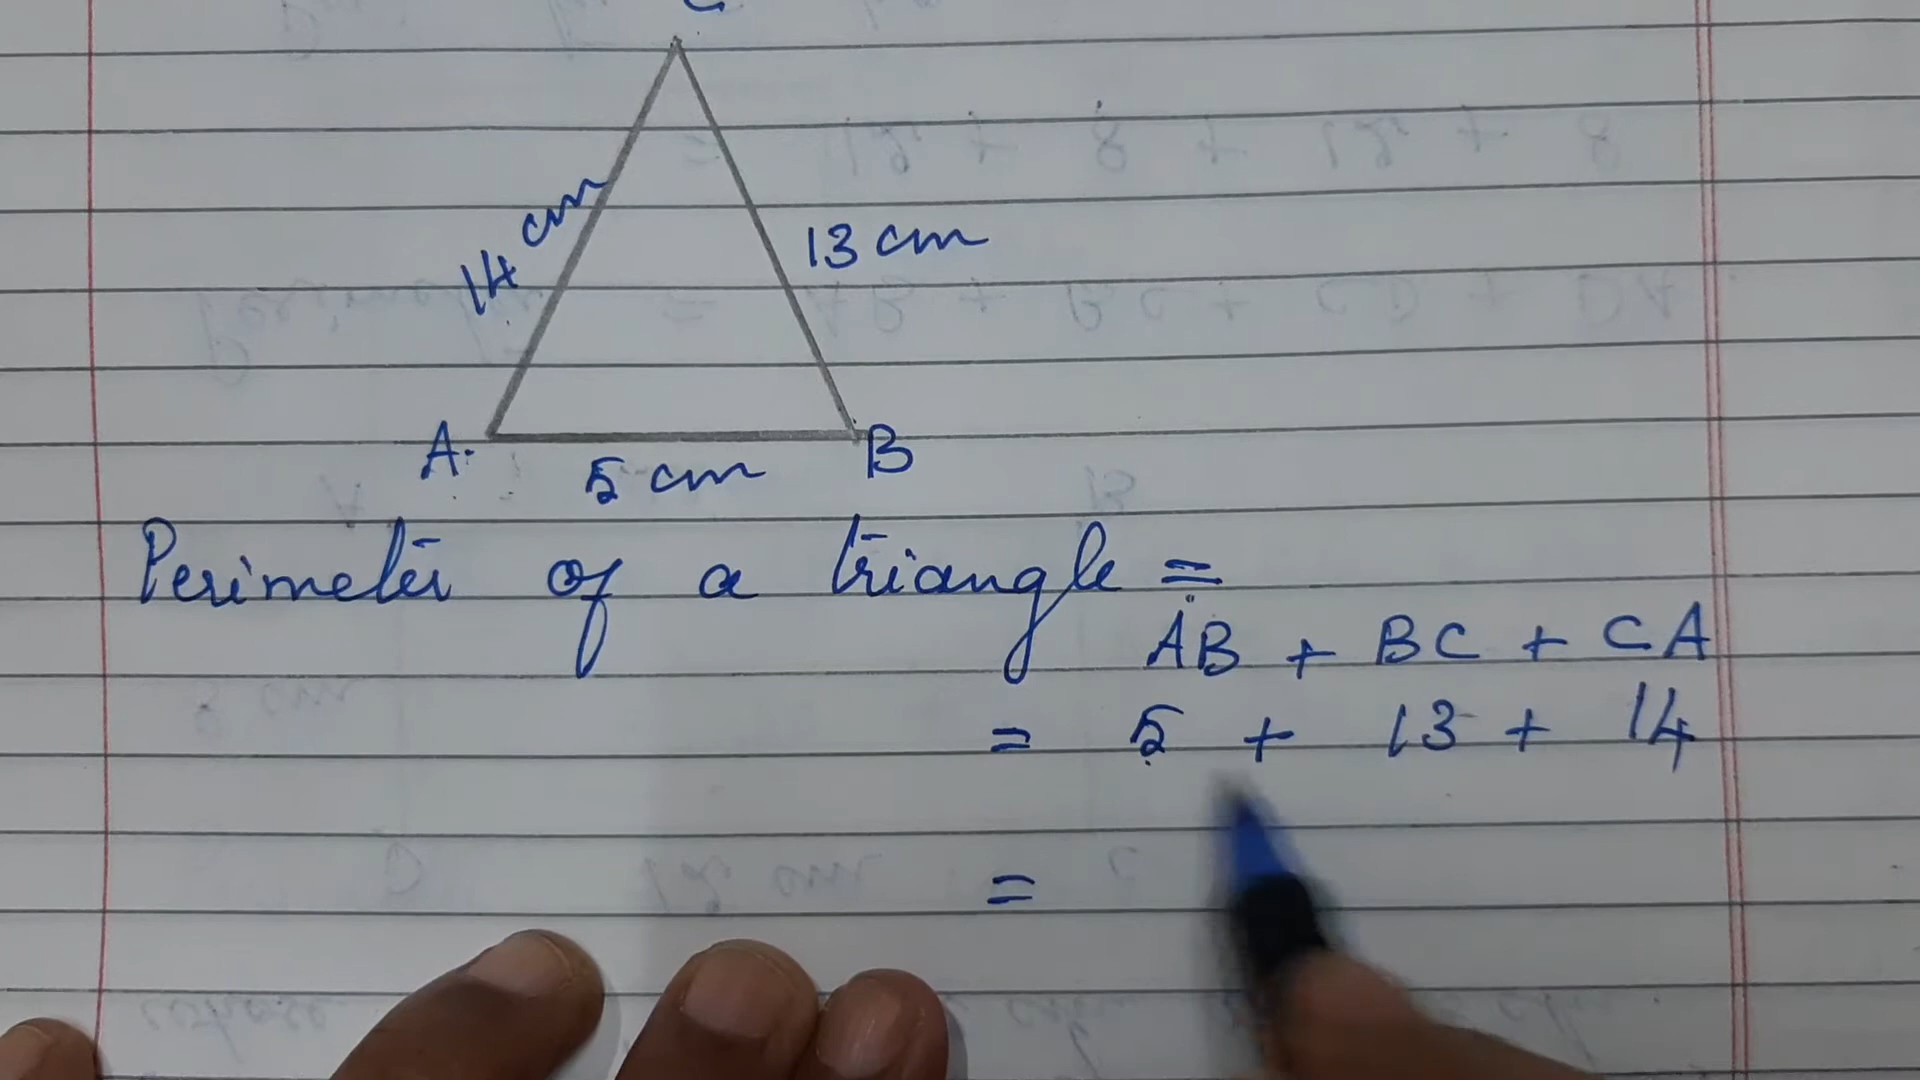 C
14 cm
13 cm
A. B
5 cm
Perimeter of a triangle =
AB + BC + CA
= 5 + 13 + 14
=